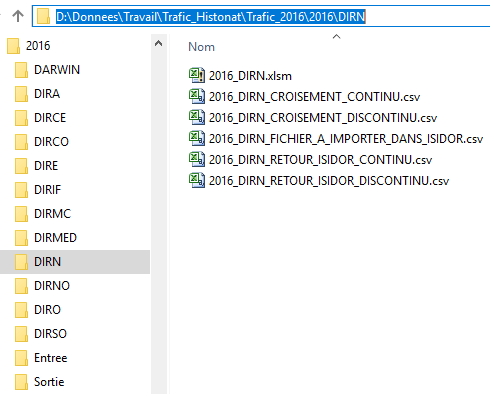 D:\Donnees\Travail\Trafic_Histonat\Trafic_2016\2016\DIRN
2016
DARWIN
DIRA
DIRCE
DIRCO
DIRE
DIRIF
DIRMC
DIRMED
DIRN
DIRNO
DIRO
DIRSO
Entree
Sortie
Nom
2016_DIRN.xlsm
2016_DIRN_CROISEMENT_CONTINU.csv
2016_DIRN_CROISEMENT_DISCONTINU.csv
2016_DIRN_FICHIER_A_IMPORTER_DANS_ISIDOR.csv
2016_DIRN_RETOUR_ISIDOR_CONTINU.csv
2016_DIRN_RETOUR_ISIDOR_DISCONTINU.csv